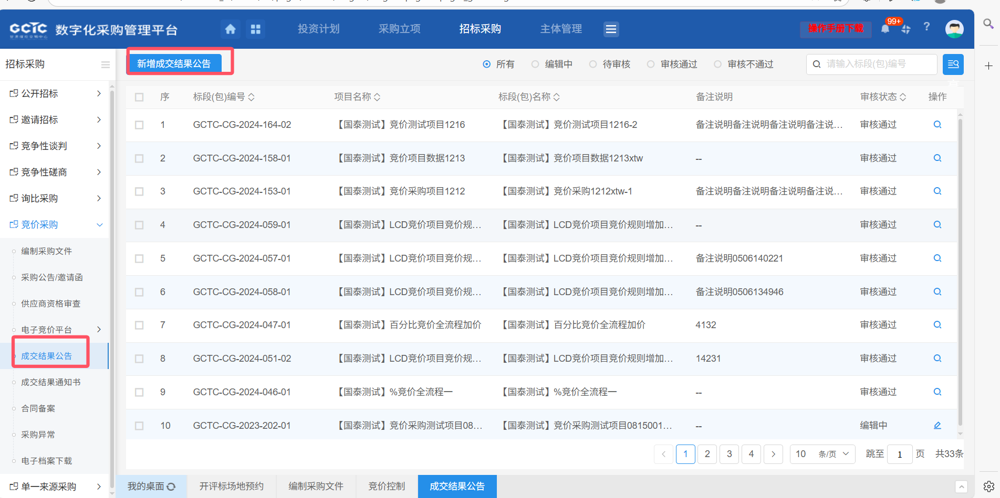 GCTC 数字化采购管理平台
投资计划 采购立项 招标采购 主体管理
操作手册下载 99+ ?
招标采购
新增成交结果公告
所有 编辑中 待审核 审核通过 审核不通过
请输入标段(包)编号
公开招标
邀请招标
竞争性谈判
竞争性磋商
询比采购
竞价采购
编制采购文件
采购公告/邀请函
供应商资格审查
电子竞价平台
成交结果公告
成交结果通知书
合同备案
采购异常
电子档案下载
单一来源采购
序 标段(包)编号 项目名称 标段(包)名称 备注说明 审核状态 操作
1 GCTC-CG-2024-164-02 【国泰测试】竞价测试项目1216 【国泰测试】竞价测试项目1216-2 备注说明备注说明备注说明备注说… 审核通过
2 GCTC-CG-2024-158-01 【国泰测试】竞价项目数据1213 【国泰测试】竞价项目数据1213xtw -- 审核通过
3 GCTC-CG-2024-153-01 【国泰测试】竞价采购项目1212 【国泰测试】竞价采购1212xtw-1 备注说明备注说明备注说明备注说… 审核通过
4 GCTC-CG-2024-059-01 【国泰测试】LCD竞价项目竞价规… 【国泰测试】LCD竞价项目竞价规则增加… -- 审核通过
5 GCTC-CG-2024-057-01 【国泰测试】LCD竞价项目竞价规… 【国泰测试】LCD竞价项目竞价规则增加… 备注说明0506140221 审核通过
6 GCTC-CG-2024-058-01 【国泰测试】LCD竞价项目竞价规… 【国泰测试】LCD竞价项目竞价规则增加… 备注说明0506134946 审核通过
7 GCTC-CG-2024-047-01 【国泰测试】百分比竞价全流程加价 【国泰测试】百分比竞价全流程加价 4132 审核通过
8 GCTC-CG-2024-051-02 【国泰测试】LCD竞价项目竞价规… 【国泰测试】LCD竞价项目竞价规则增加… 14231 审核通过
9 GCTC-CG-2024-046-01 【国泰测试】%竞价全流程一 【国泰测试】%竞价全流程一 -- 审核通过
10 GCTC-CG-2023-202-01 【国泰测试】竞价采购测试项目08… 【国泰测试】竞价采购测试项目0815001… -- 编辑中
1 2 3 4 10 条/页 跳至 1 页 共33条
我的桌面 开评标场地预约 编制采购文件 竞价控制 成交结果公告